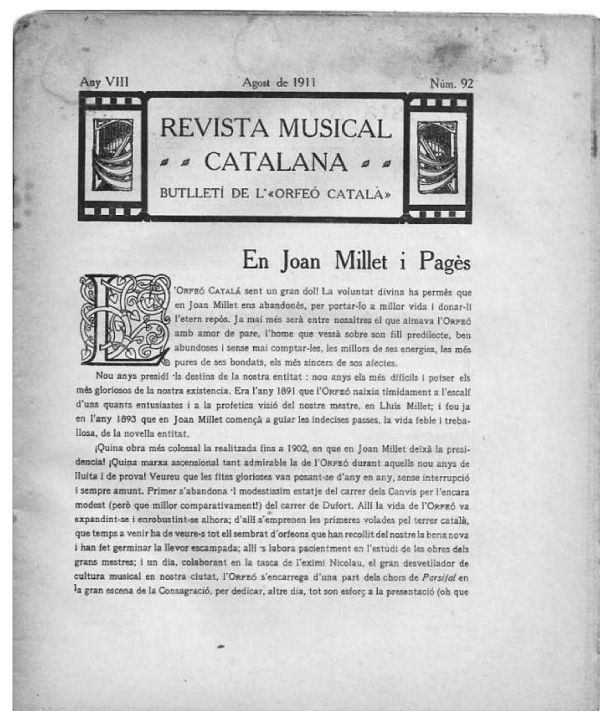 Any VIII Agost de 1911 Núm. 92
REVISTA MUSICAL
CATALANA
BUTLLETÍ DE L'«ORFEÓ CATALÀ»
En Joan Millet i Pagès
L'ORFEÓ CATALÀ sent un gran dol! La voluntat divina ha permès que
en Joan Millet ens abandonés, per portar-lo a millor vida i donar-li
l'etern repòs. Ja mai més serà entre nosaltres el que aimava l'ORFEÓ
amb amor de pare, l'home que vessà sobre son fill predilecte, ben
abundoses i sense mai comptar-les, les millors de ses energies, les més
pures de ses bondats, els més sincers de sos afectes.
Nou anys presidí 'ls destins de la nostra entitat : nou anys els més difícils i potser els
més gloriosos de la nostra existencia. Era l'any 1891 que l'ORFEÓ naixia tímidament a l'escalf
d'uns quants entusiastes i a la profetica visió del nostre mestre, en Lluís Millet; i fou ja
en l'any 1893 que en Joan Millet començà a guiar les indecises passes, la vida feble i treba-
llosa, de la novella entitat.
¡Quina obra més colossal la realitzada fins a 1902, en que en Joan Millet deixà la presi-
dencia! ¡Quina marxa ascensional tant admirable la de l'ORFEÓ durant aquells nou anys de
lluita i de prova! Veureu que les fites glorioses van posant-se d'any en any, sense interrupció
i sempre amunt. Primer s'abandona 'l modestissim estatje del carrer dels Canvis per l'encara
modest (però que millor comparativament!) del carrer de Dufort. Allí la vida de l'ORFEÓ va
expandint-se i enrobustint-se alhora; d'allí s'emprenen les primeres volades pel terrer català,
que temps a venir ha de veure-s tot ell sembrat d'orfeons que han recollit del nostre la bona nova
i han fet germinar la llevor escampada; allí 's labora pacientment en l'estudi de les obres dels
grans mestres; i un dia, colaborant en la tasca de l'eximi Nicolau, el gran desvetllador de
cultura musical en nostra ciutat, l'ORFEÓ s'encarrega d'una part dels chors de Parsifal en
la gran escena de la Consagració, per dedicar, altre dia, tot son esforç a la presentació (oh que